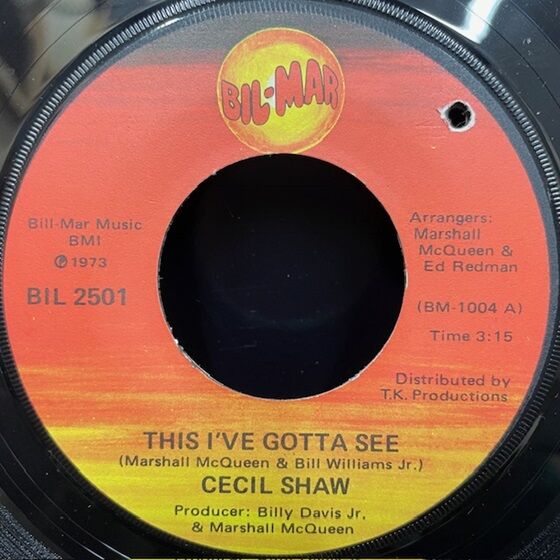 BIL·MAR
Bill-Mar Music
BMI
℗1973
BIL 2501
Arrangers:
Marshall
McQueen &
Ed Redman
(BM-1004 A)
Time 3:15
Distributed by
T.K. Productions
THIS I'VE GOTTA SEE
(Marshall McQueen & Bill Williams Jr.)
CECIL SHAW
Producer: Billy Davis Jr.
& Marshall McQueen